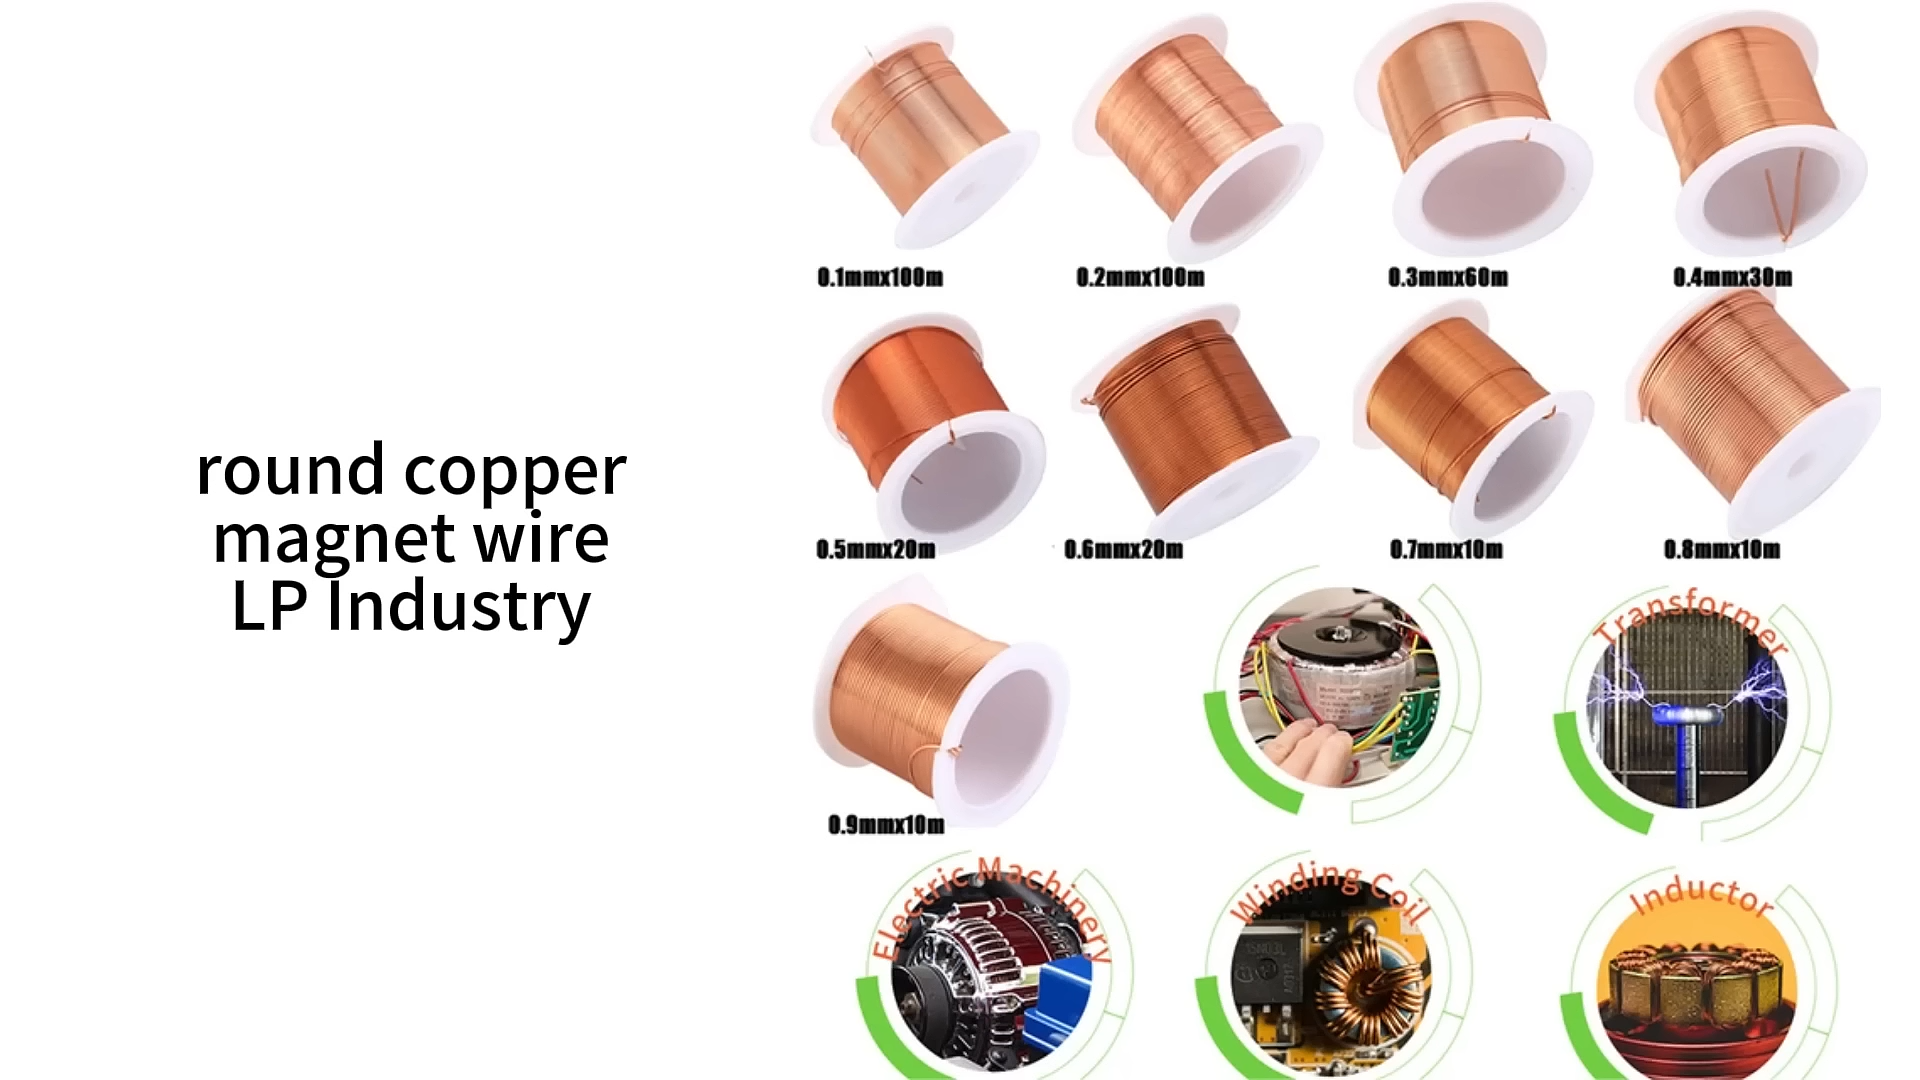 round copper
magnet wire
LP Industry
0.1mmx100m
0.2mmx100m
0.3mmx60m
0.4mmx30m
0.5mmx20m
0.6mmx20m
0.7mmx10m
0.8mmx10m
0.9mmx10m
Transformer
Electric Machinery
Winding Coil
Inductor
15N03L